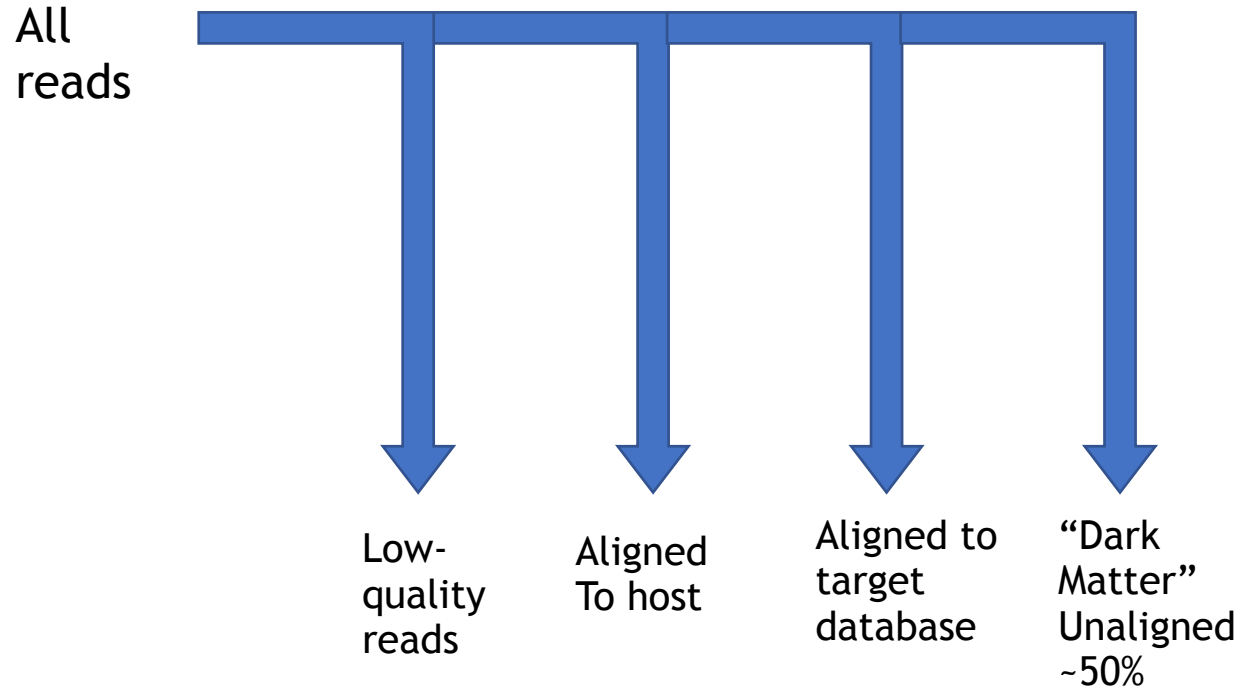 All
reads
Low-
quality
reads
Aligned
To host
Aligned to
target
database
“Dark
Matter”
Unaligned
~50%